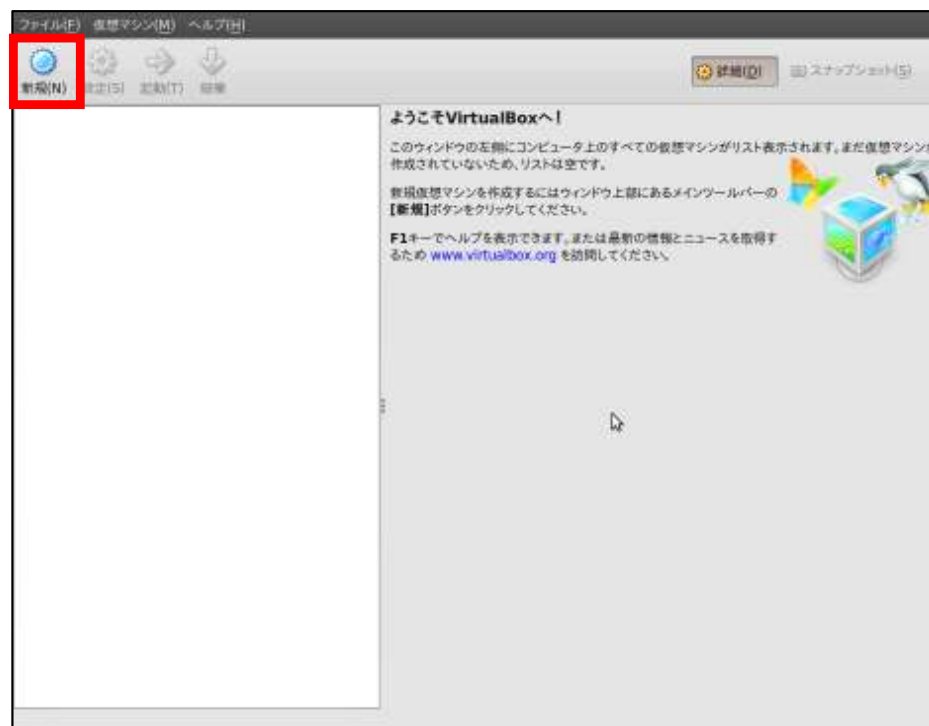 ファイル(F) 仮想マシン(M) ヘルプ(H)
新規(N) 設定(S) 起動(T) 破棄
詳細(D) スナップショット(S)
ようこそVirtualBoxへ!
このウィンドウの左側にコンピュータ上のすべての仮想マシンがリスト表示されます。まだ仮想マシンが
作成されていないため、リストは空です。
新規仮想マシンを作成するにはウィンドウ上部にあるメインツールバーの
[新規]ボタンをクリックしてください。
F1キーでヘルプを表示できます。または最新の情報とニュースを取得す
るため www.virtualbox.org を訪問してください。